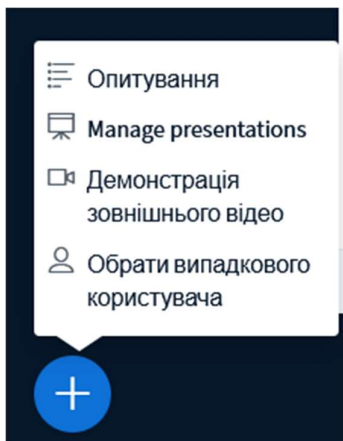 Опитування
Manage presentations
Демонстрація
зовнішнього відео
Обрати випадкового
користувача